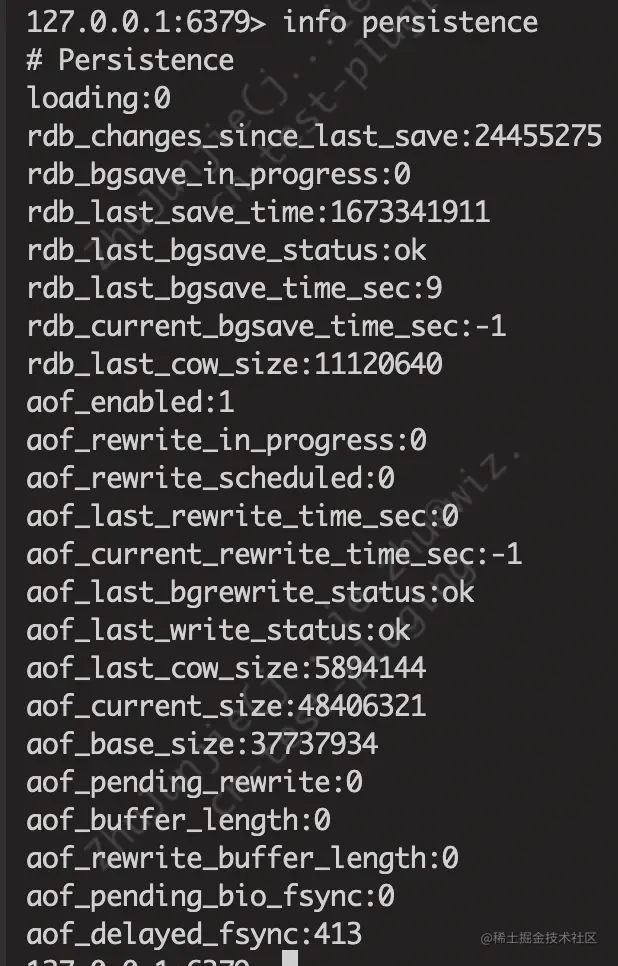 127.0.0.1:6379> info persistence
# Persistence
loading:0
rdb_changes_since_last_save:24455275
rdb_bgsave_in_progress:0
rdb_last_save_time:1673341911
rdb_last_bgsave_status:ok
rdb_last_bgsave_time_sec:9
rdb_current_bgsave_time_sec:-1
rdb_last_cow_size:11120640
aof_enabled:1
aof_rewrite_in_progress:0
aof_rewrite_scheduled:0
aof_last_rewrite_time_sec:0
aof_current_rewrite_time_sec:-1
aof_last_bgrewrite_status:ok
aof_last_write_status:ok
aof_last_cow_size:5894144
aof_current_size:48406321
aof_base_size:37737934
aof_pending_rewrite:0
aof_buffer_length:0
aof_rewrite_buffer_length:0
aof_pending_bio_fsync:0
aof_delayed_fsync:413
@稀土掘金技术社区
127.0.0.1:6379>